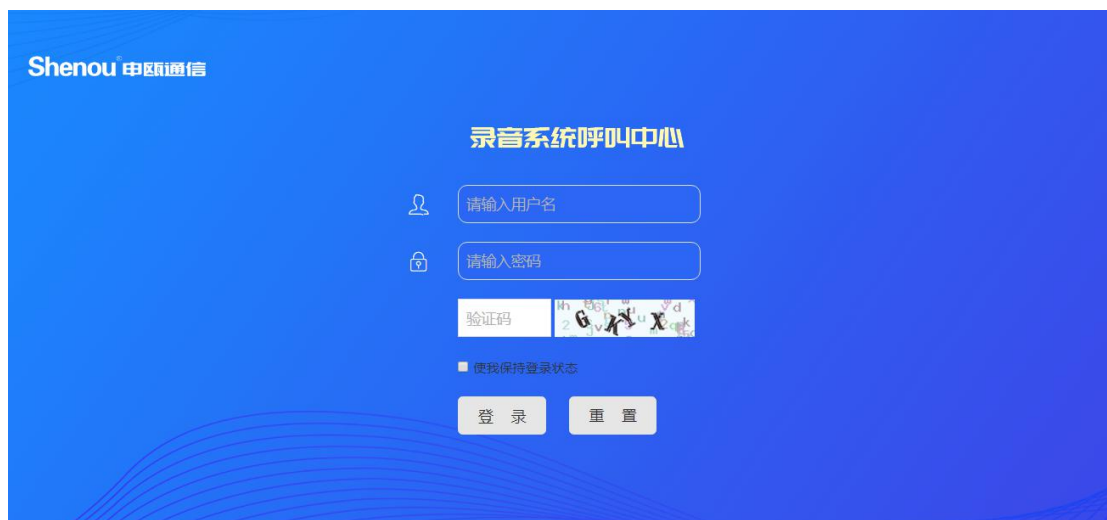 Shenou 申瓯通信
录音系统呼叫中心
请输入用户名
请输入密码
验证码 GKYX
使我保持登录状态
登 录 重 置